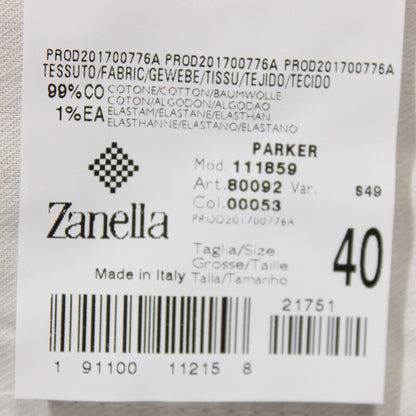 PROD201700776A PROD201700776A PROD201700776A
TESSUTO/FABRIC/GEWEBE/TISSU/TEJIDO/TECIDO
99%CO COTONE/COTTON/BAUMWOLLE
COTON/ALGODON/ALGODAO
1%EA ELASTAM/ELASTANE/ELASTHAN
ELASTHANNE/ELASTANO/ELASTANO
PARKER
Mod. 111859
Art. 80092 Var. S49
Col. 00053
PROD201700776A
Zanella
Taglia/Size
Grosse/Taille
Talla/Tamanho
40
Made in Italy
21751
1 91100 11215 8